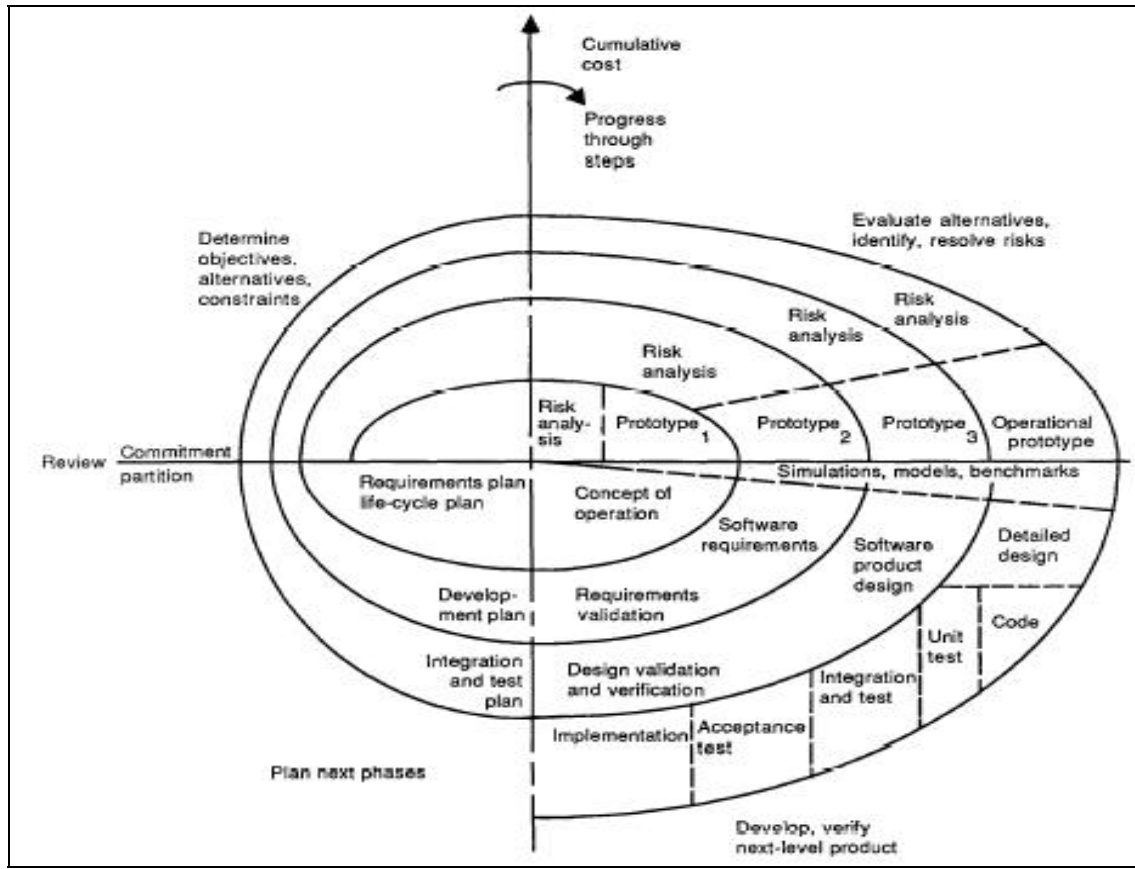 Cumulative
cost
Progress
through
steps
Evaluate alternatives,
identify, resolve risks
Determine
objectives,
alternatives,
constraints
Risk
analysis
Risk
analysis
Risk
analysis
Risk
analy-
sis
Prototype 1
Prototype 2
Prototype 3
Operational
prototype
Review
Commitment
partition
Simulations, models, benchmarks
Requirements plan
life-cycle plan
Concept of
operation
Software
requirements
Software
product
design
Detailed
design
Develop-
ment plan
Requirements
validation
Code
Unit
test
Integration
and test
plan
Design validation
and verification
Integration
and test
Acceptance
test
Implementation
Plan next phases
Develop, verify
next-level product